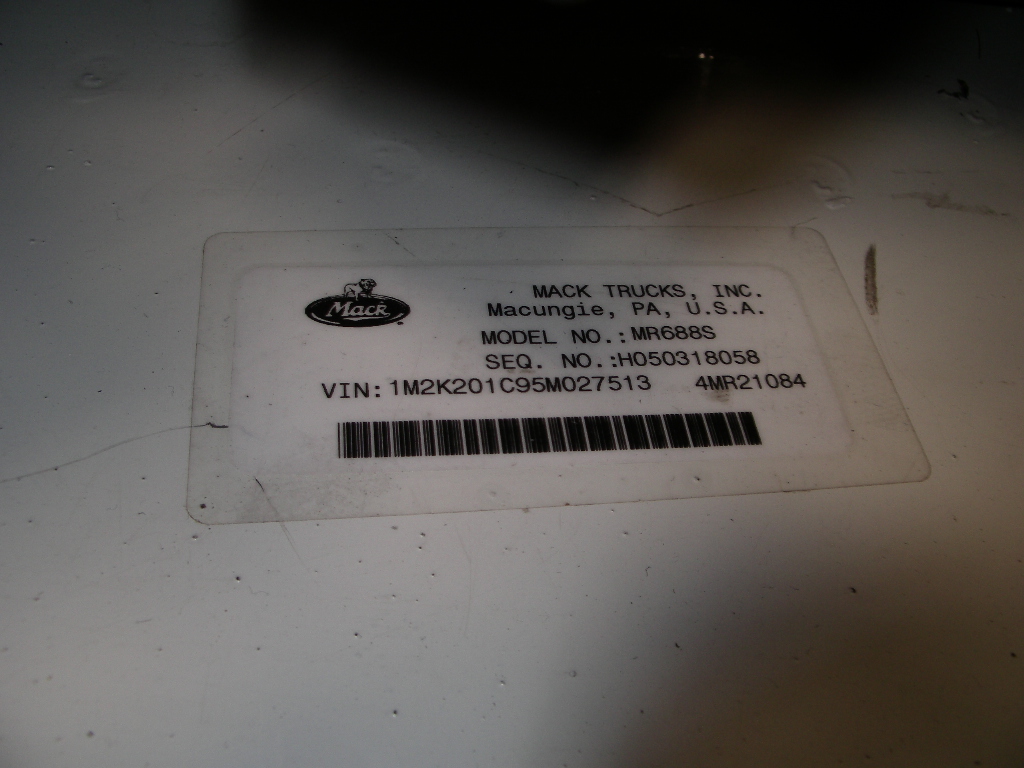 Mack
MACK TRUCKS, INC.
Macungie, PA, U.S.A.
MODEL NO.:MR688S
SEQ. NO.:H050318058
VIN:1M2K201C95M027513 4MR21084